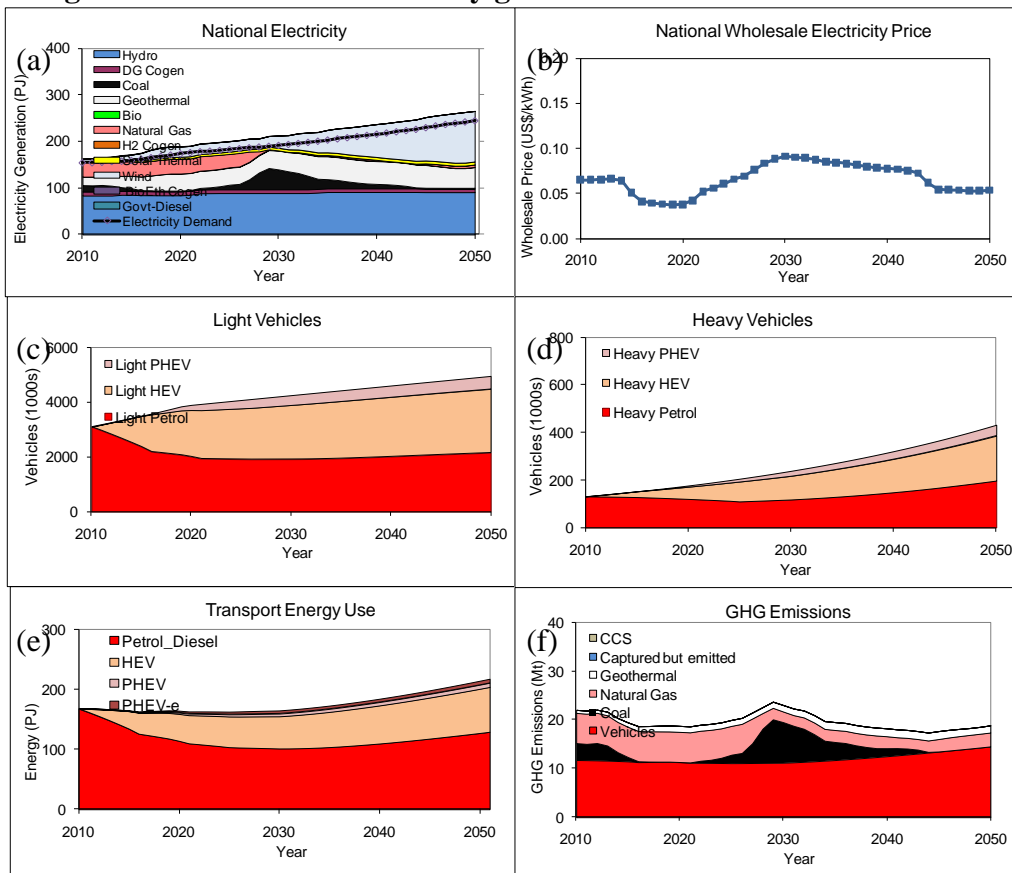 National Electricity
(a)
Electricity Generation (PJ)
400
300
200
100
0
Hydro
DG Cogen
Coal
Geothermal
Bio
Natural Gas
H2 Cogen
Solar Thermal
Wind
Govt-Diesel
Electricity Demand
2010 2020 2030 2040 2050
Year
National Wholesale Electricity Price
(b)
Wholesale Price (US$/kWh)
0.20
0.15
0.10
0.05
0.00
2010 2020 2030 2040 2050
Year
Light Vehicles
(c)
Vehicles (1000s)
6000
4000
2000
0
Light PHEV
Light HEV
Light Petrol
2010 2020 2030 2040 2050
Year
Heavy Vehicles
(d)
Vehicles (1000s)
800
600
400
200
0
Heavy PHEV
Heavy HEV
Heavy Petrol
2010 2020 2030 2040 2050
Year
Transport Energy Use
(e)
Energy (PJ)
300
200
100
0
Petrol_Diesel
HEV
PHEV
PHEV-e
2010 2020 2030 2040 2050
Year
GHG Emissions
(f)
GHG Emissions (Mt)
40
30
20
10
0
CCS
Captured but emitted
Geothermal
Natural Gas
Coal
Vehicles
2010 2020 2030 2040 2050
Year